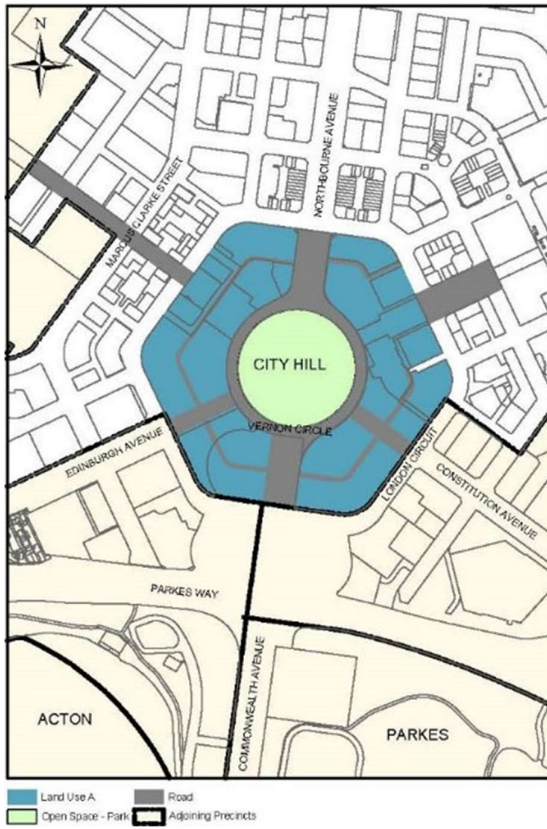 N
NORTHBOURNE AVENUE
MARCUS CLARKE STREET
CITY HILL
VERNON CIRCLE
EDINBURGH AVENUE
LONDON CIRCUIT
CONSTITUTION AVENUE
PARKES WAY
COMMONWEALTH AVENUE
ACTON
PARKES
Land Use A
Road
Open Space - Park
Adjoining Precincts